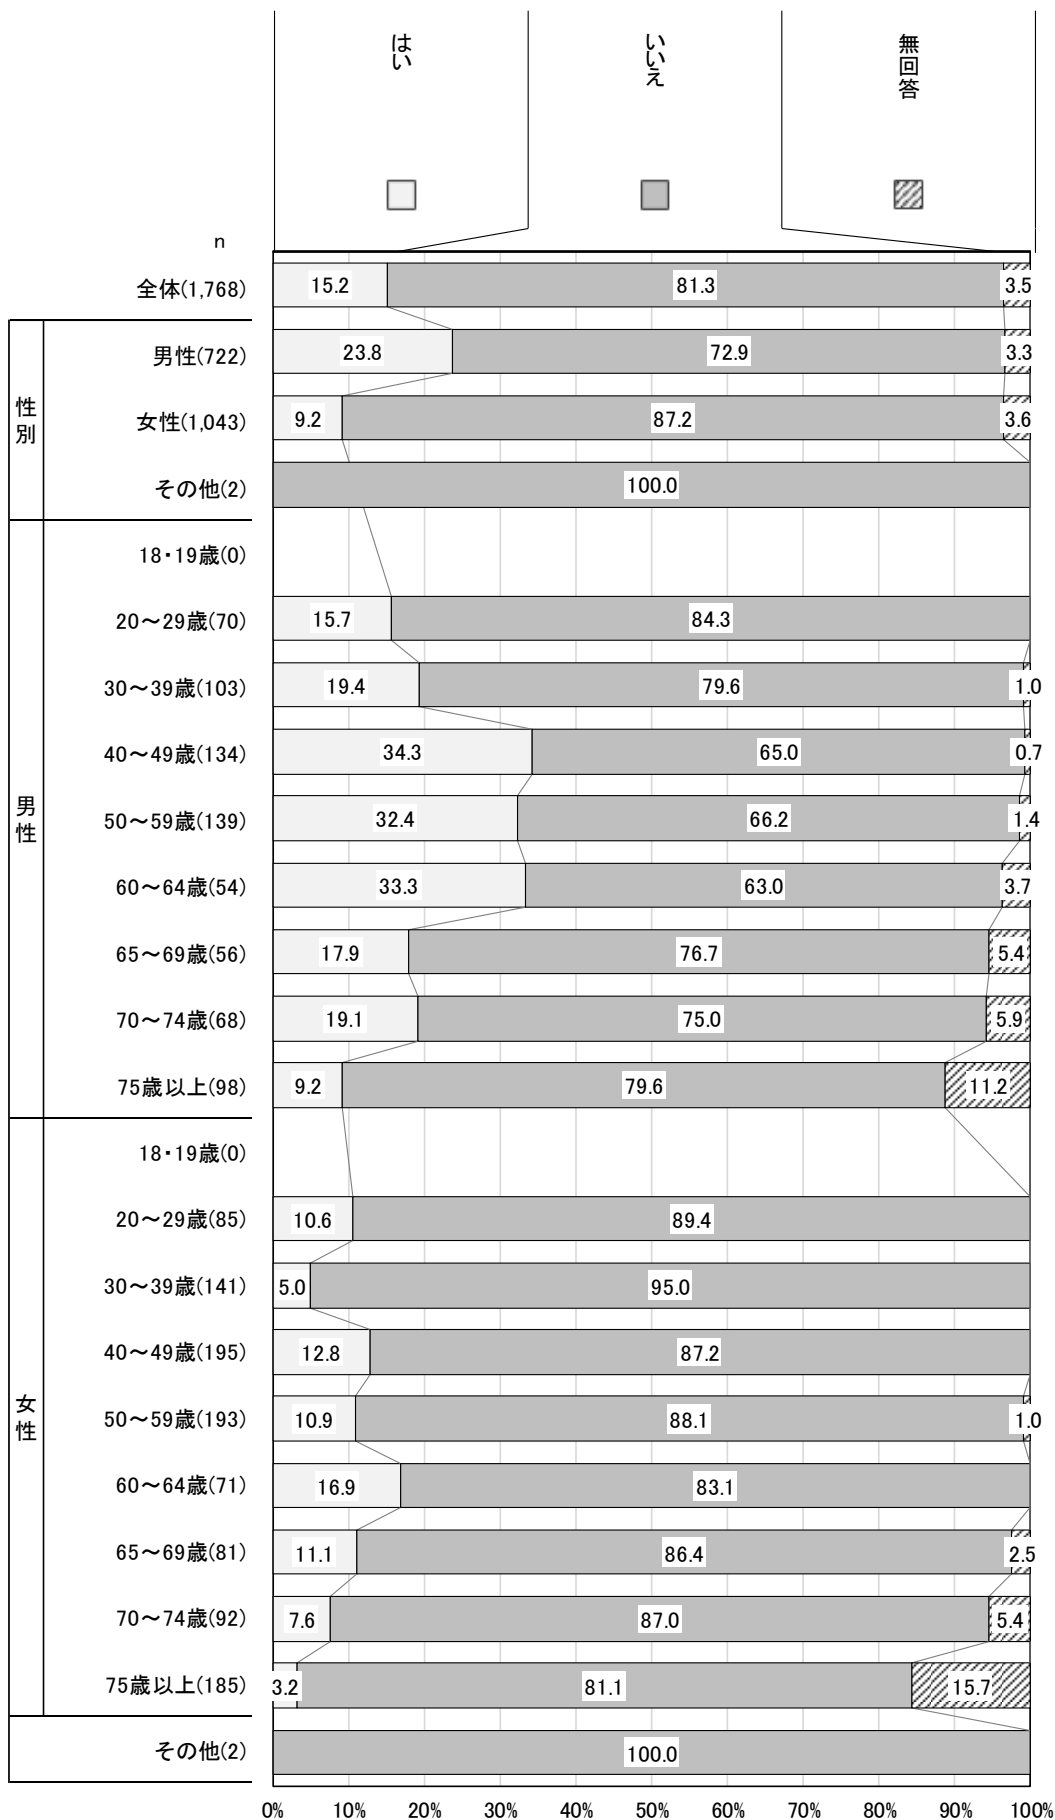 はい
いいえ
無回答
n
全体(1,768) 15.2 81.3 3.5
性別
男性(722) 23.8 72.9 3.3
女性(1,043) 9.2 87.2 3.6
その他(2) 100.0
男性
18・19歳(0)
20～29歳(70) 15.7 84.3
30～39歳(103) 19.4 79.6 1.0
40～49歳(134) 34.3 65.0 0.7
50～59歳(139) 32.4 66.2 1.4
60～64歳(54) 33.3 63.0 3.7
65～69歳(56) 17.9 76.7 5.4
70～74歳(68) 19.1 75.0 5.9
75歳以上(98) 9.2 79.6 11.2
女性
18・19歳(0)
20～29歳(85) 10.6 89.4
30～39歳(141) 5.0 95.0
40～49歳(195) 12.8 87.2
50～59歳(193) 10.9 88.1 1.0
60～64歳(71) 16.9 83.1
65～69歳(81) 11.1 86.4 2.5
70～74歳(92) 7.6 87.0 5.4
75歳以上(185) 3.2 81.1 15.7
その他(2) 100.0
0% 10% 20% 30% 40% 50% 60% 70% 80% 90% 100%